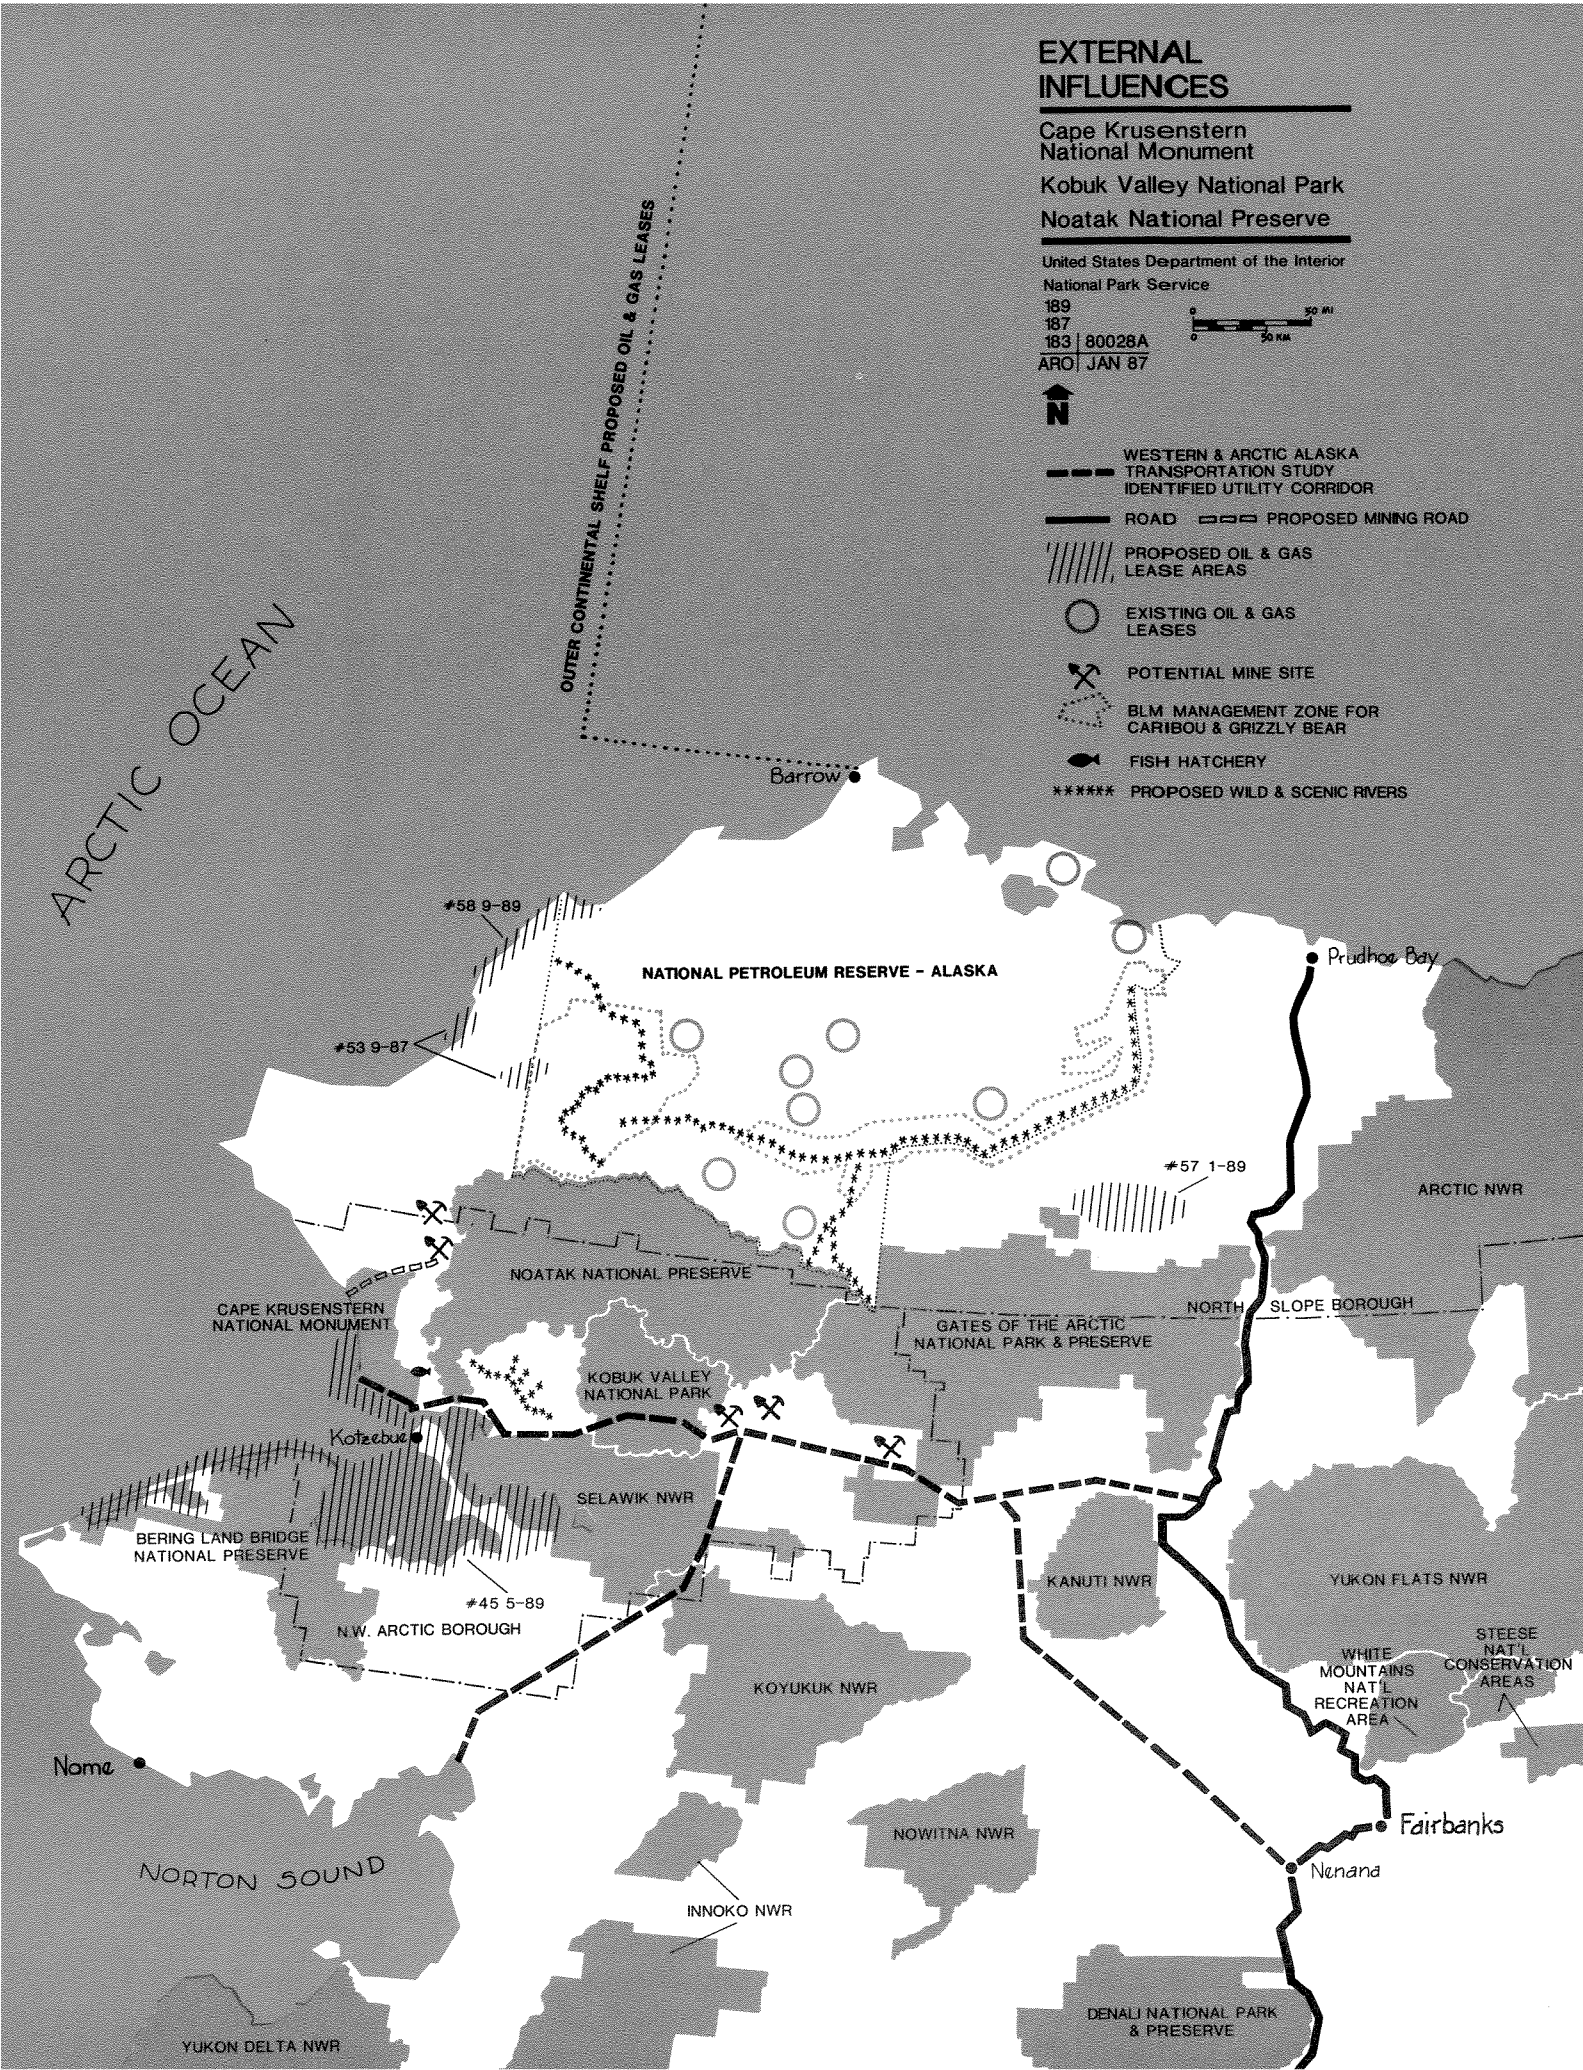 EXTERNAL
INFLUENCES
Cape Krusenstern
National Monument
Kobuk Valley National Park
Noatak National Preserve
United States Department of the Interior
National Park Service
189
187
183 | 80028A
ARO | JAN 87
0 50 MI
0 50 KM
N
WESTERN & ARCTIC ALASKA
TRANSPORTATION STUDY
IDENTIFIED UTILITY CORRIDOR
ROAD PROPOSED MINING ROAD
PROPOSED OIL & GAS
LEASE AREAS
EXISTING OIL & GAS
LEASES
POTENTIAL MINE SITE
BLM MANAGEMENT ZONE FOR
CARIBOU & GRIZZLY BEAR
FISH HATCHERY
PROPOSED WILD & SCENIC RIVERS
OUTER CONTINENTAL SHELF PROPOSED OIL & GAS LEASES
ARCTIC OCEAN
Barrow
#58 9-89
NATIONAL PETROLEUM RESERVE - ALASKA
Prudhoe Bay
#53 9-87
#57 1-89
ARCTIC NWR
NOATAK NATIONAL PRESERVE
CAPE KRUSENSTERN
NATIONAL MONUMENT
NORTH SLOPE BOROUGH
GATES OF THE ARCTIC
NATIONAL PARK & PRESERVE
KOBUK VALLEY
NATIONAL PARK
Kotzebue
SELAWIK NWR
BERING LAND BRIDGE
NATIONAL PRESERVE
KANUTI NWR
YUKON FLATS NWR
#45 5-89
N.W. ARCTIC BOROUGH
STEESE
NAT'L
CONSERVATION
AREAS
WHITE
MOUNTAINS
NAT'L
RECREATION
AREA
KOYUKUK NWR
Nome
Fairbanks
NOWITNA NWR
Nenana
NORTON SOUND
INNOKO NWR
DENALI NATIONAL PARK
& PRESERVE
YUKON DELTA NWR